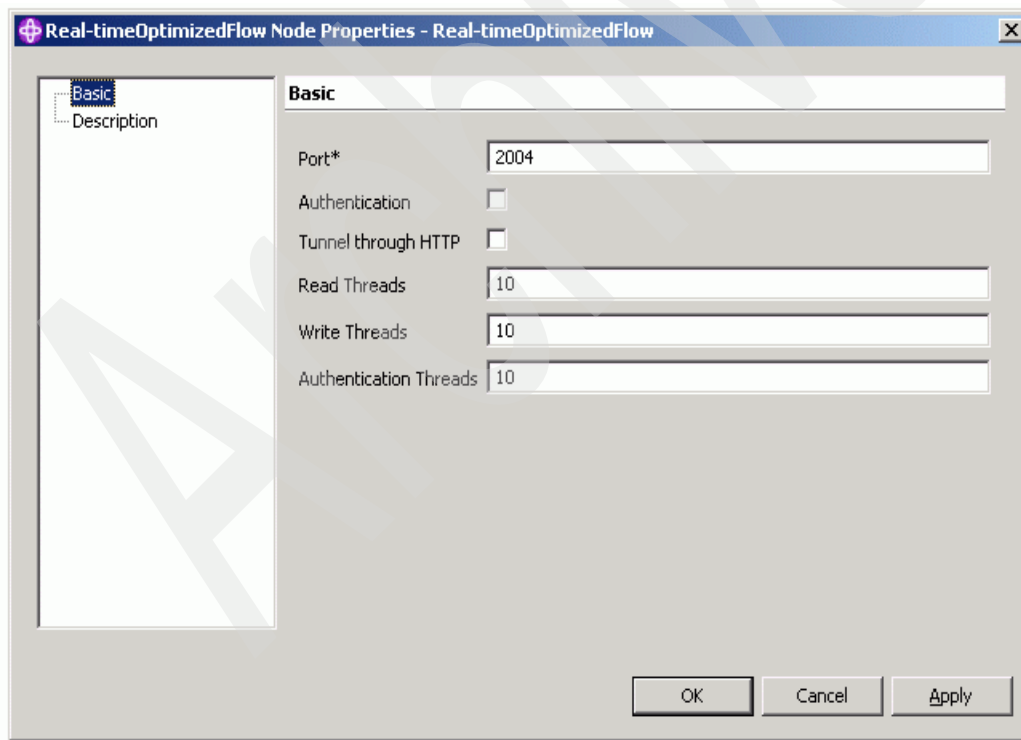 Real-timeOptimizedFlow Node Properties - Real-timeOptimizedFlow
Basic
Description
Basic
Port* 2004
Authentication
Tunnel through HTTP
Read Threads 10
Write Threads 10
Authentication Threads 10
OK Cancel Apply